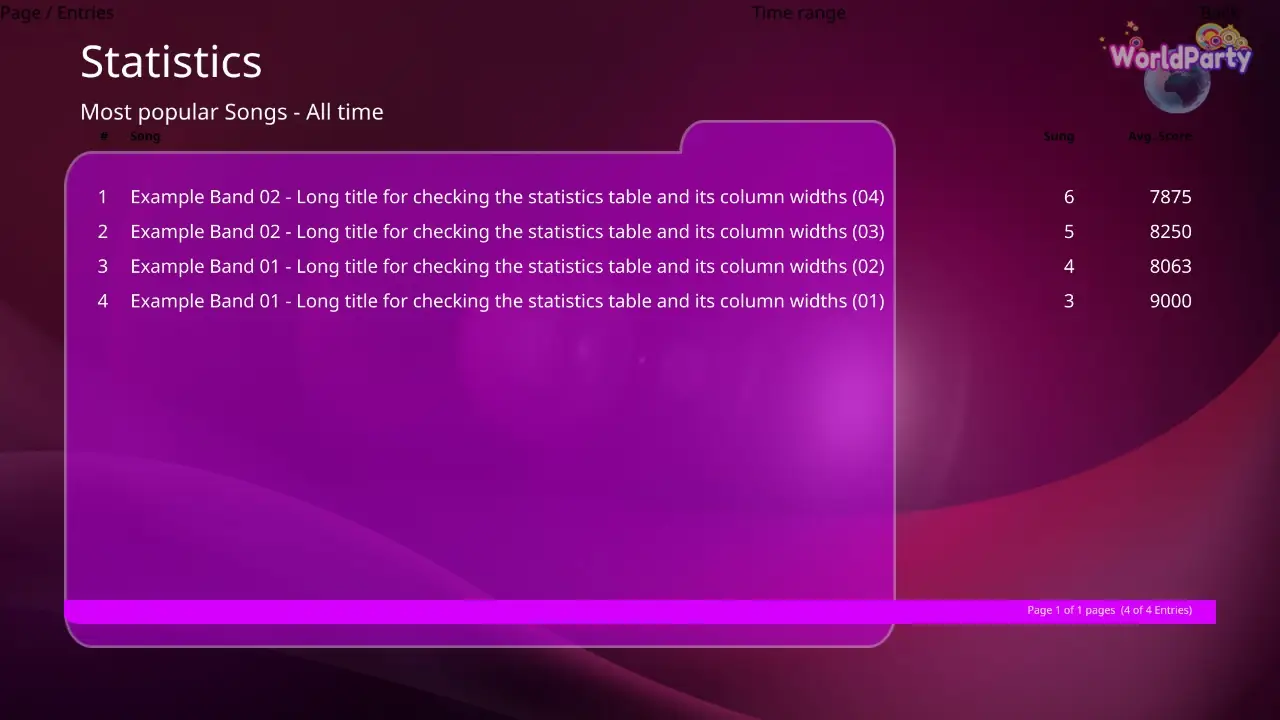 Page / Entries Time range Back
Statistics
WorldParty
Most popular Songs - All time
# Song Sung Avg. Score
1 Example Band 02 - Long title for checking the statistics table and its column widths (04) 6 7875
2 Example Band 02 - Long title for checking the statistics table and its column widths (03) 5 8250
3 Example Band 01 - Long title for checking the statistics table and its column widths (02) 4 8063
4 Example Band 01 - Long title for checking the statistics table and its column widths (01) 3 9000
Page 1 of 1 pages (4 of 4 Entries)